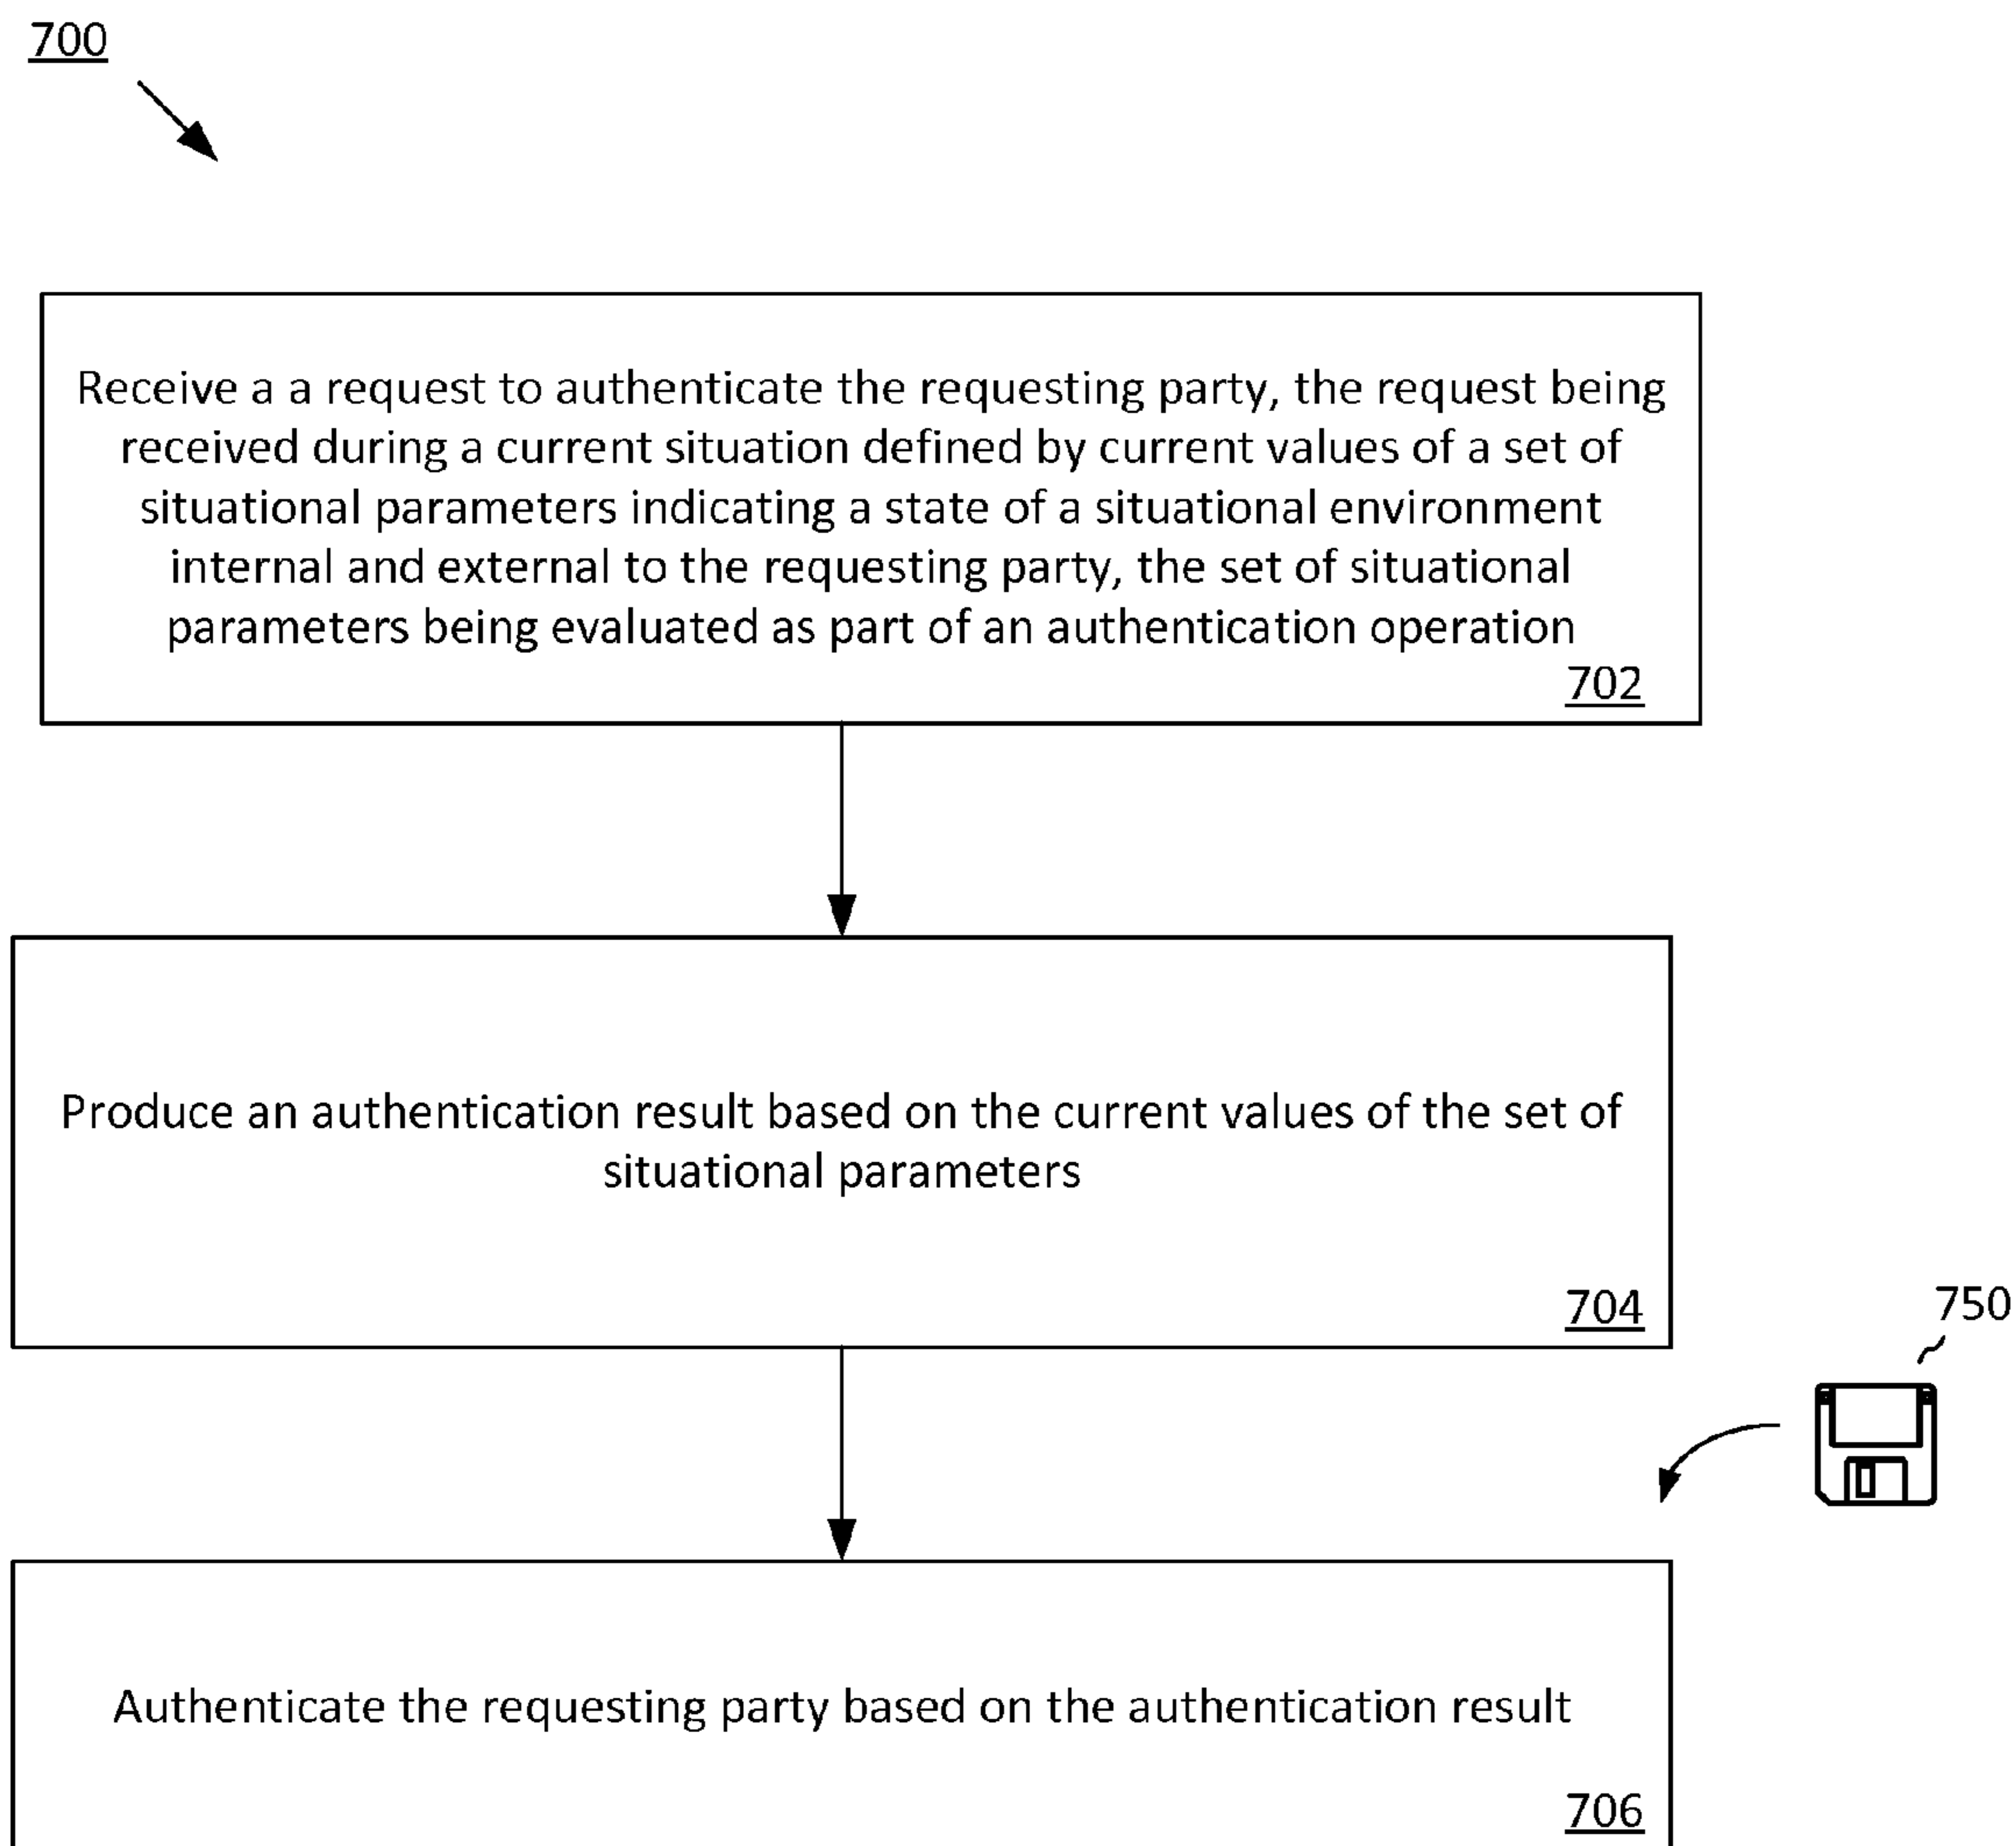 700
Receive a a request to authenticate the requesting party, the request being
received during a current situation defined by current values of a set of
situational parameters indicating a state of a situational environment
internal and external to the requesting party, the set of situational
parameters being evaluated as part of an authentication operation
702
Produce an authentication result based on the current values of the set of
situational parameters
704
750
Authenticate the requesting party based on the authentication result
706